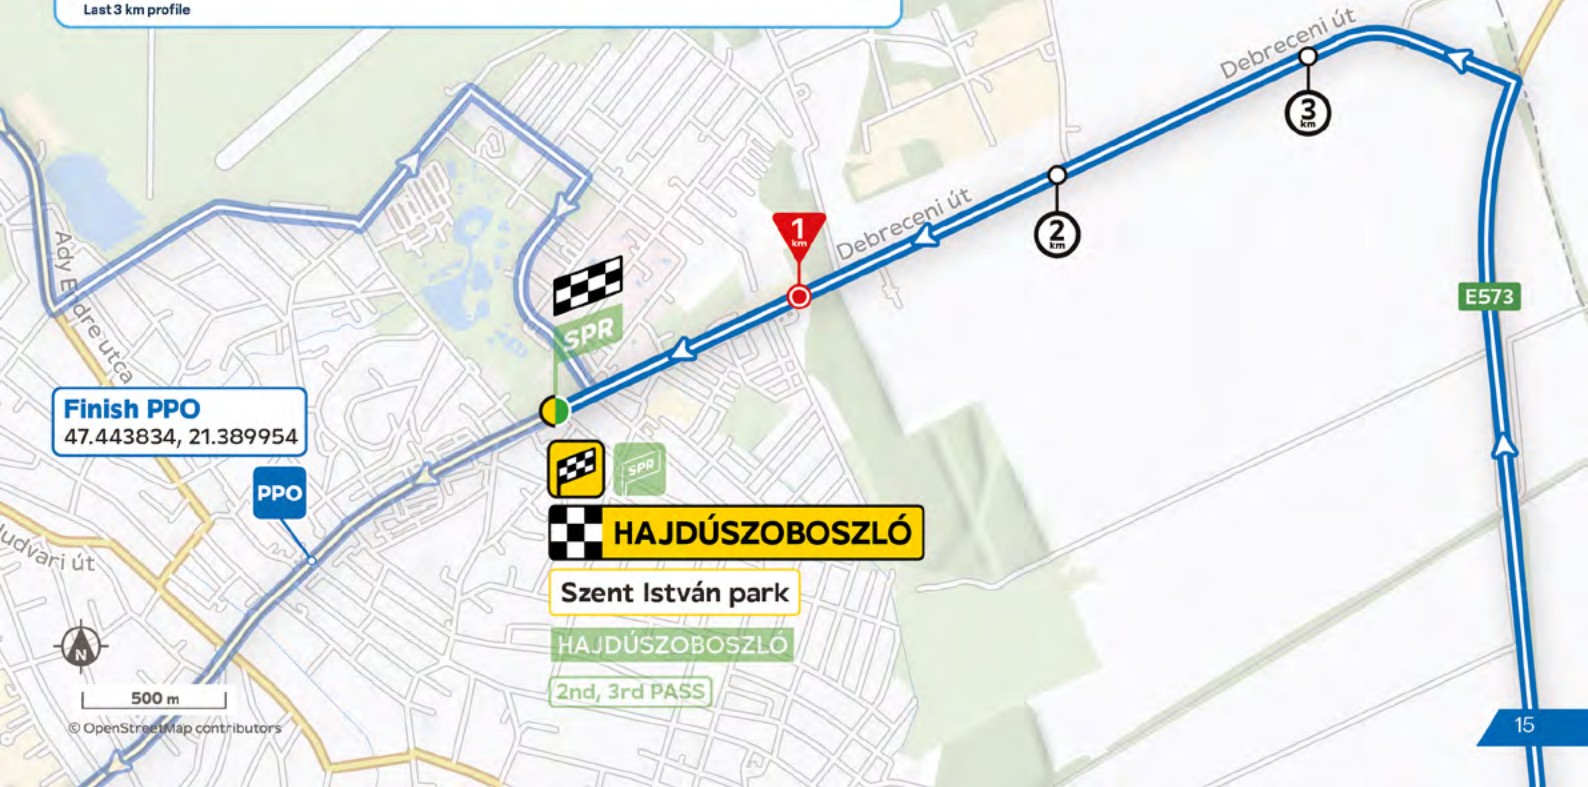 Last 3 km profile
Debreceni út
3
km
1
km
Debreceni út
2
km
Ady Endre utca
SPR
E573
Finish PPO
47.443834, 21.389954
SPR
PPO
HAJDÚSZOBOSZLÓ
udvari út
Szent István park
HAJDÚSZOBOSZLÓ
N
2nd, 3rd PASS
500 m
© OpenStreetMap contributors
15